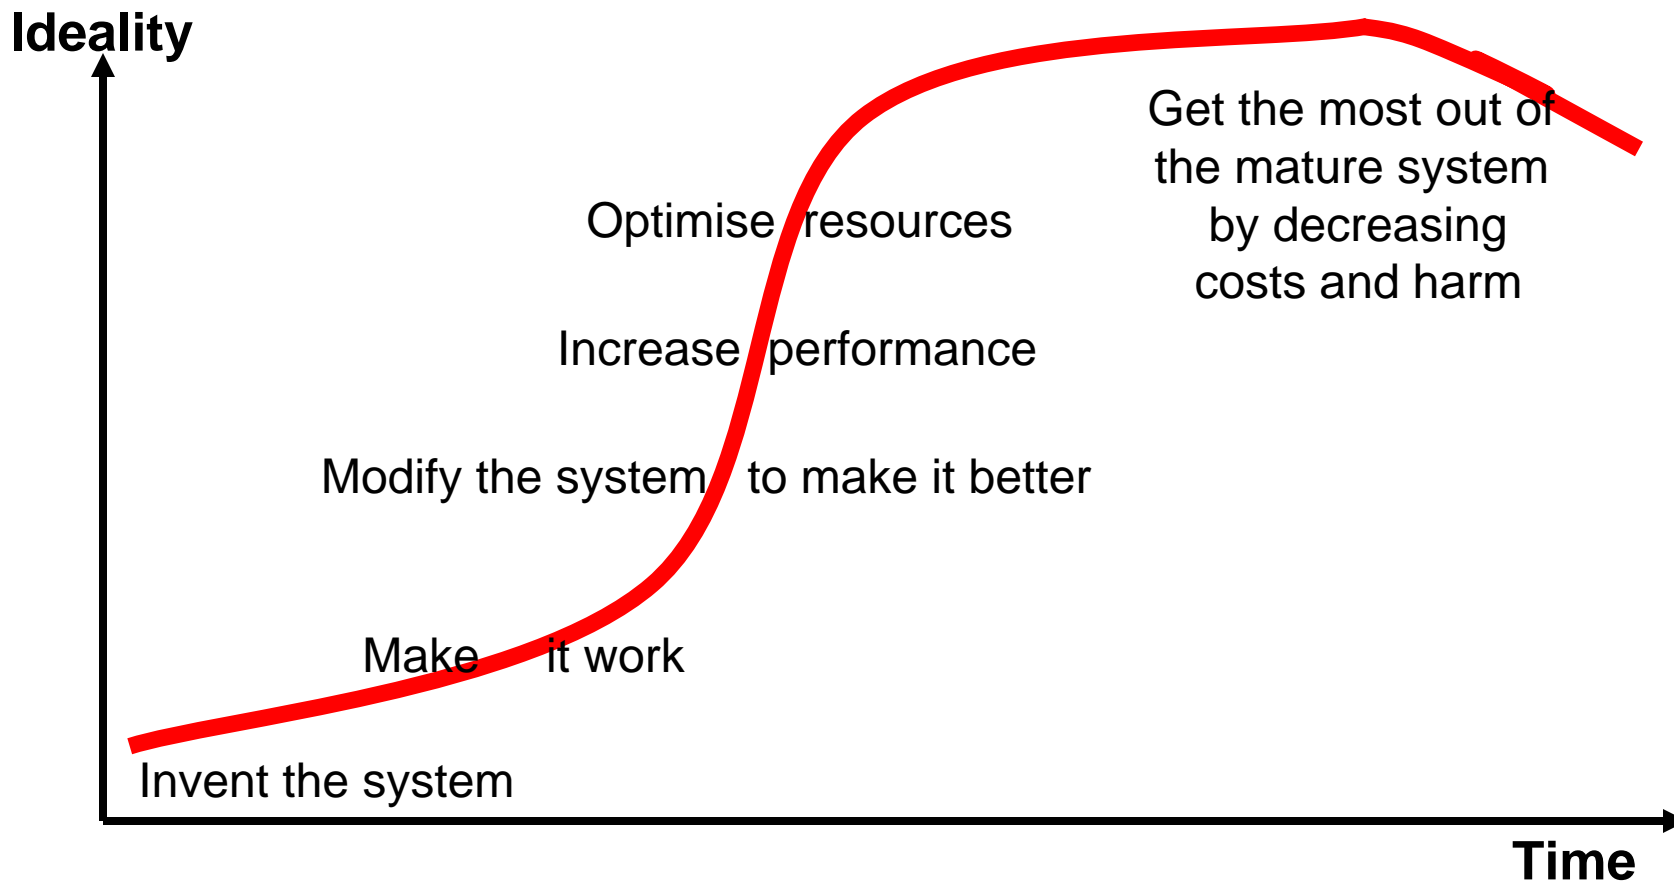 Ideality
Get the most out of
the mature system
by decreasing
costs and harm
Optimise resources
Increase performance
Modify the system to make it better
Make it work
Invent the system
Time